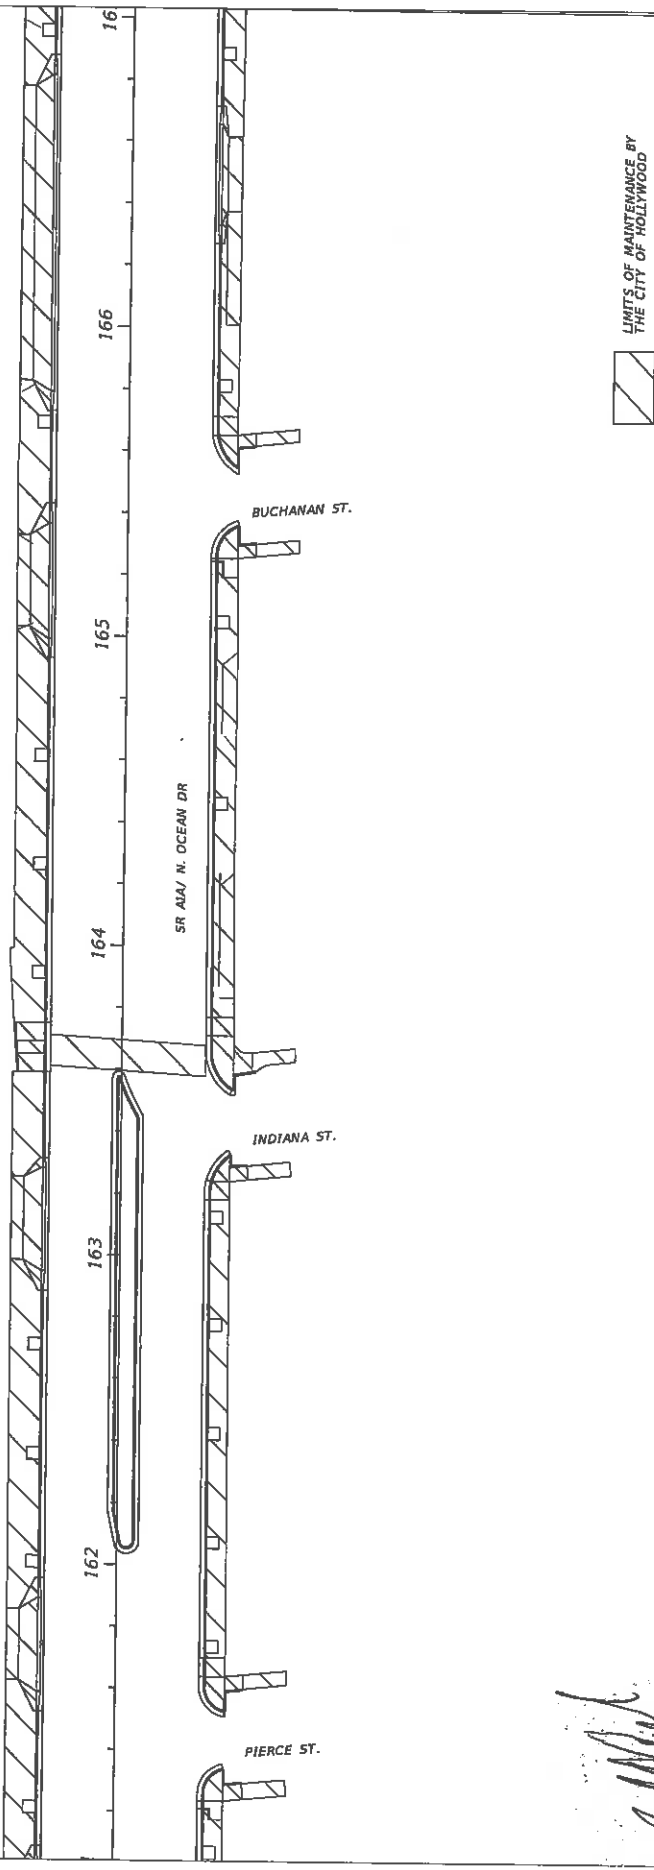 16
166
165
164
163
162
BUCHANAN ST.
INDIANA ST.
PIERCE ST.
SR A1A/ N. OCEAN DR
LIMITS OF MAINTENANCE BY
THE CITY OF HOLLYWOOD